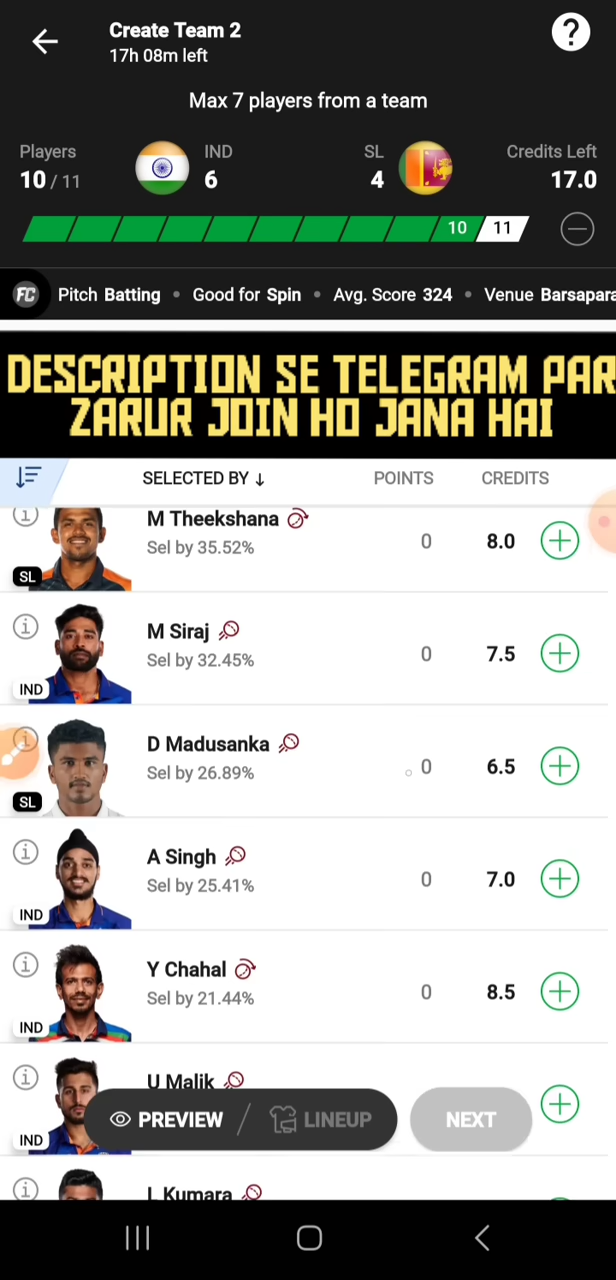 Create Team 2
17h 08m left
?
Max 7 players from a team
Players IND SL Credits Left
10 / 11 6 4 17.0
10 11
FC Pitch Batting • Good for Spin • Avg. Score 324 • Venue Barsapara
DESCRIPTION SE TELEGRAM PAR
ZARUR JOIN HO JANA HAI
SELECTED BY ↓ POINTS CREDITS
M Theekshana
Sel by 35.52% 0 8.0
SL
M Siraj
Sel by 32.45% 0 7.5
IND
D Madusanka
Sel by 26.89% 0 6.5
SL
A Singh
Sel by 25.41% 0 7.0
IND
Y Chahal
Sel by 21.44% 0 8.5
IND
U Malik
PREVIEW / LINEUP NEXT
IND
L Kumara